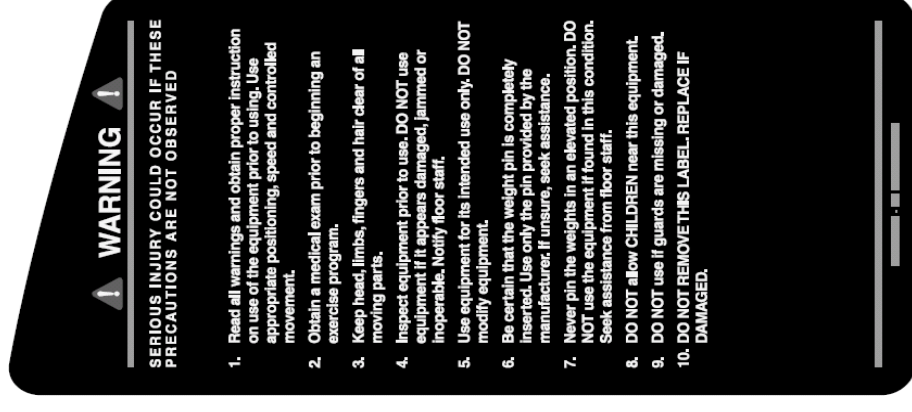 WARNING
SERIOUS INJURY COULD OCCUR IF THESE
PRECAUTIONS ARE NOT OBSERVED
1. Read all warnings and obtain proper instruction
on use of the equipment prior to using. Use
appropriate positioning, speed and controlled
movement.
2. Obtain a medical exam prior to beginning an
exercise program.
3. Keep head, limbs, fingers and hair clear of all
moving parts.
4. Inspect equipment prior to use. DO NOT use
equipment if it appears damaged, jammed or
inoperable. Notify floor staff.
5. Use equipment for its intended use only. DO NOT
modify equipment.
6. Be certain that the weight pin is completely
inserted. Use only the pin provided by the
manufacturer. If unsure, seek assistance.
7. Never pin the weights in an elevated position. DO
NOT use the equipment if found in this condition.
Seek assistance from floor staff.
8. DO NOT allow CHILDREN near this equipment.
9. DO NOT use if guards are missing or damaged.
10. DO NOT REMOVE THIS LABEL. REPLACE IF
DAMAGED.